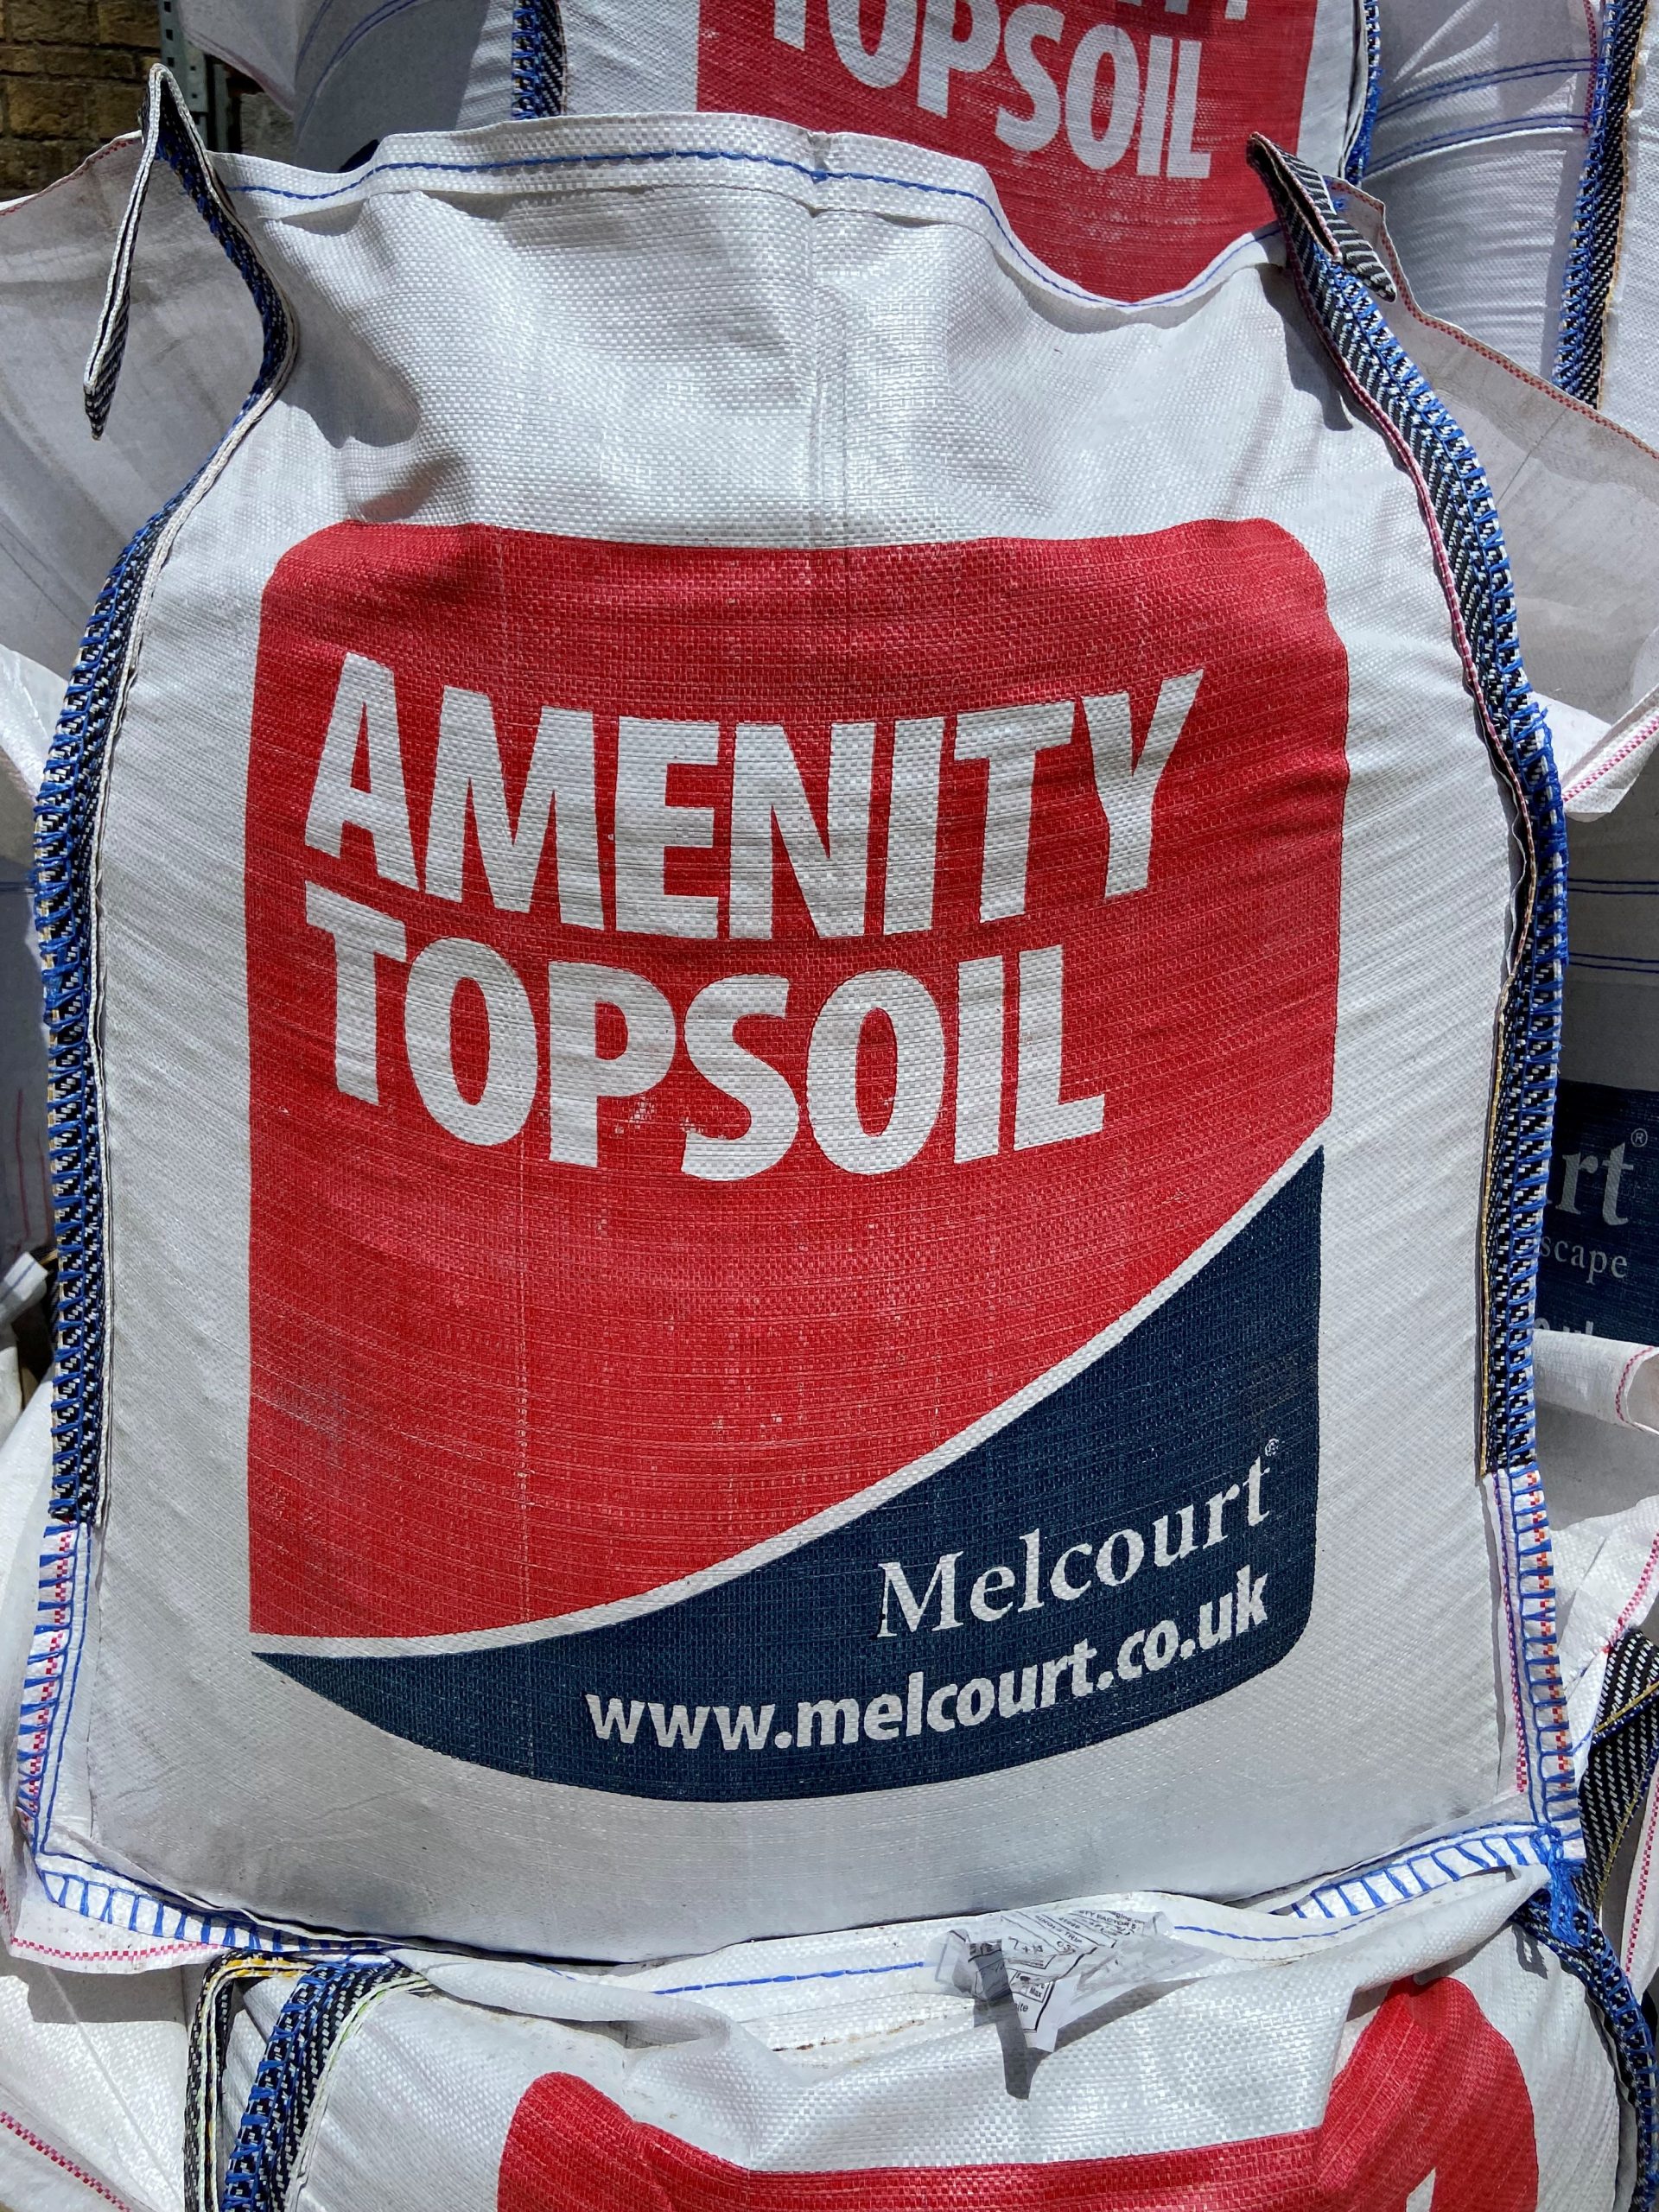 TOPSOIL
AMENITY
TOPSOIL
Melcourt®
www.melcourt.co.uk
rt®
scape